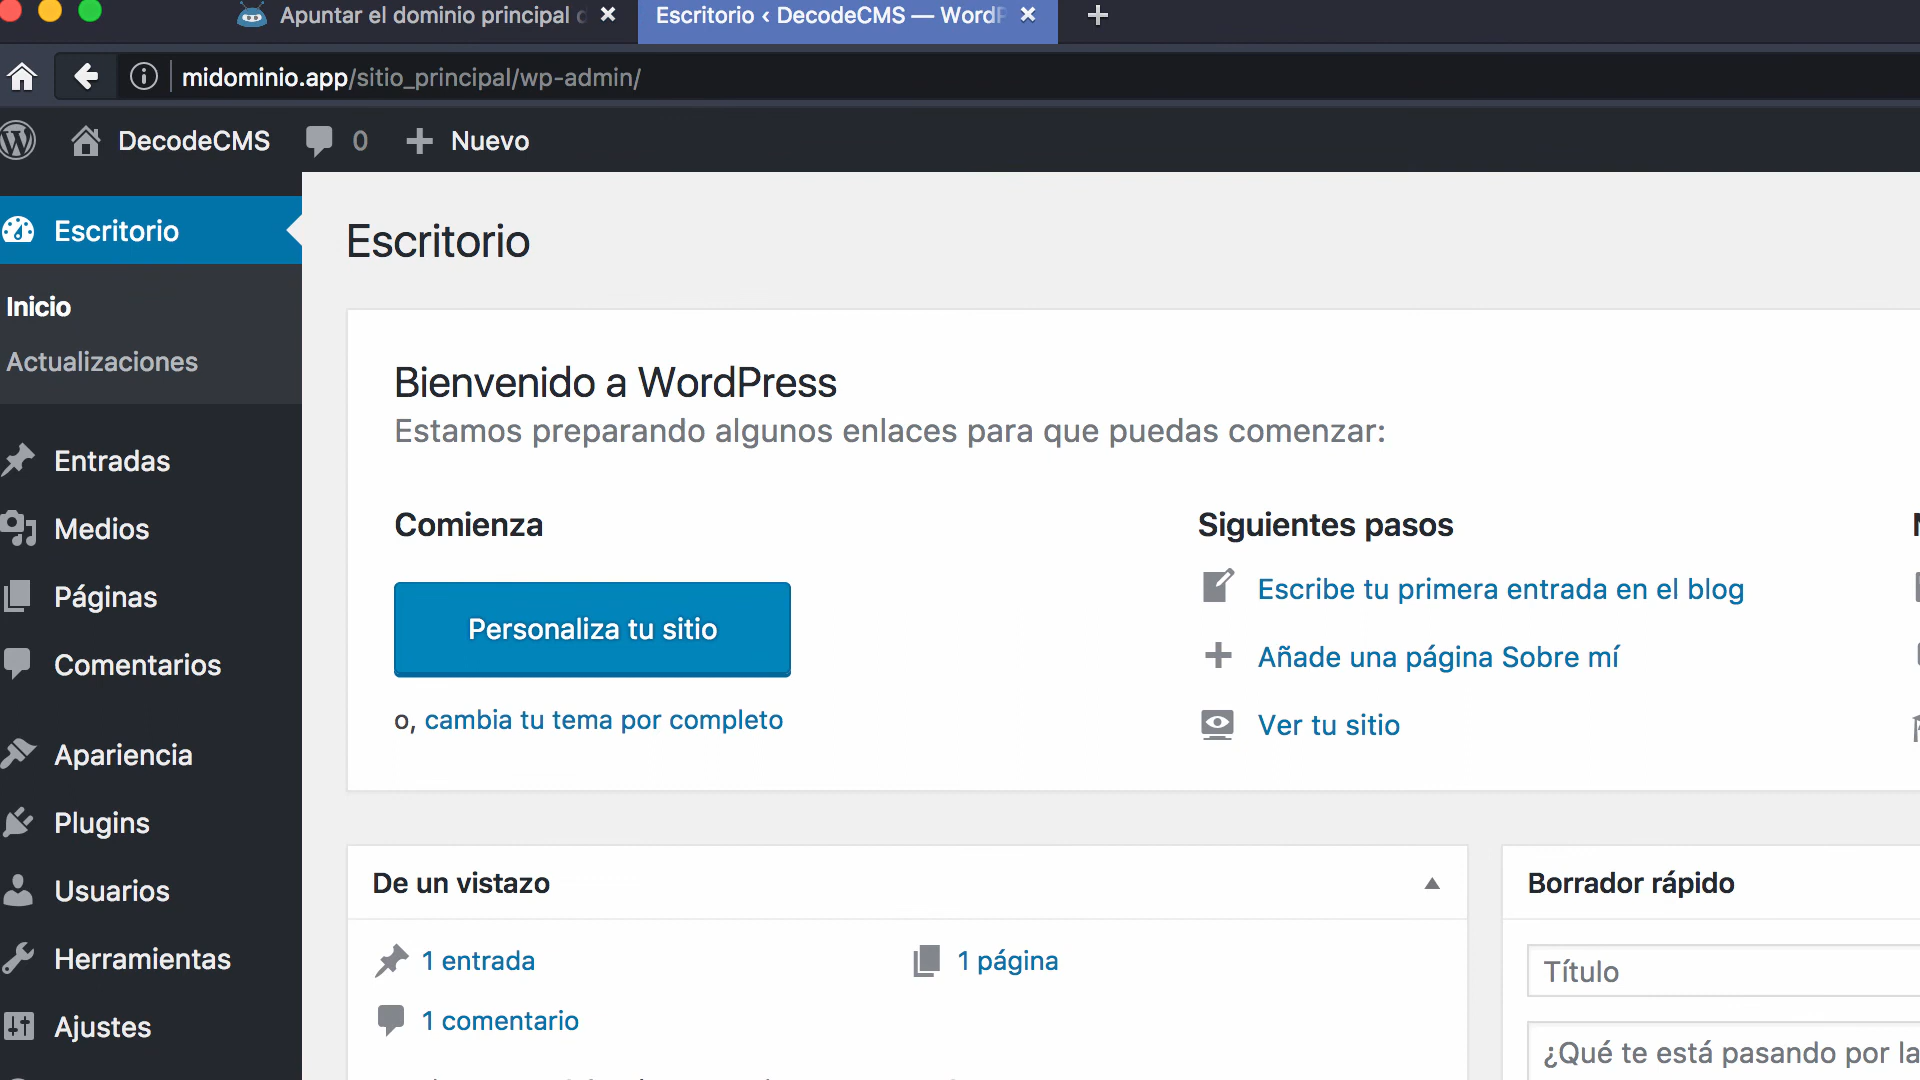 Apuntar el dominio principal
Escritorio ‹ DecodeCMS — WordP
midominio.app/sitio_principal/wp-admin/
DecodeCMS 0 Nuevo
Escritorio
Inicio
Actualizaciones
Entradas
Medios
Páginas
Comentarios
Apariencia
Plugins
Usuarios
Herramientas
Ajustes
Escritorio
Bienvenido a WordPress
Estamos preparando algunos enlaces para que puedas comenzar:
Comienza
Personaliza tu sitio
o, cambia tu tema por completo
Siguientes pasos
Escribe tu primera entrada en el blog
Añade una página Sobre mí
Ver tu sitio
De un vistazo
1 entrada
1 página
1 comentario
Borrador rápido
Título
¿Qué te está pasando por la